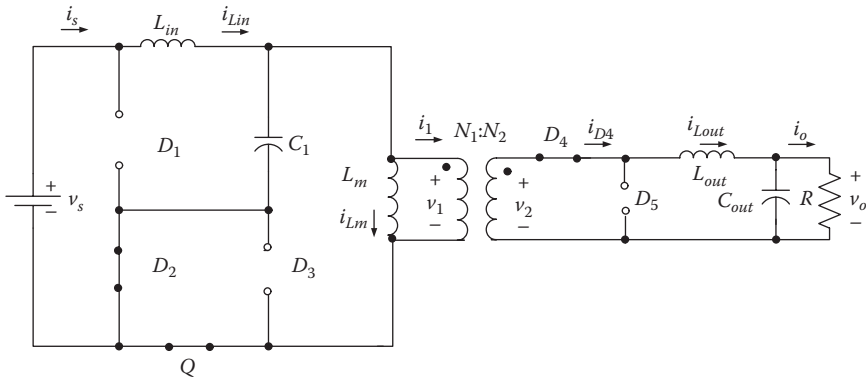 i_s
L_in
i_Lin
D_1
C_1
+
v_s
−
D_2
D_3
Q
L_m
i_Lm
i_1
+
v_1
−
N_1:N_2
+
v_2
−
D_4
i_D4
D_5
i_Lout
L_out
C_out
i_o
R
+
v_o
−